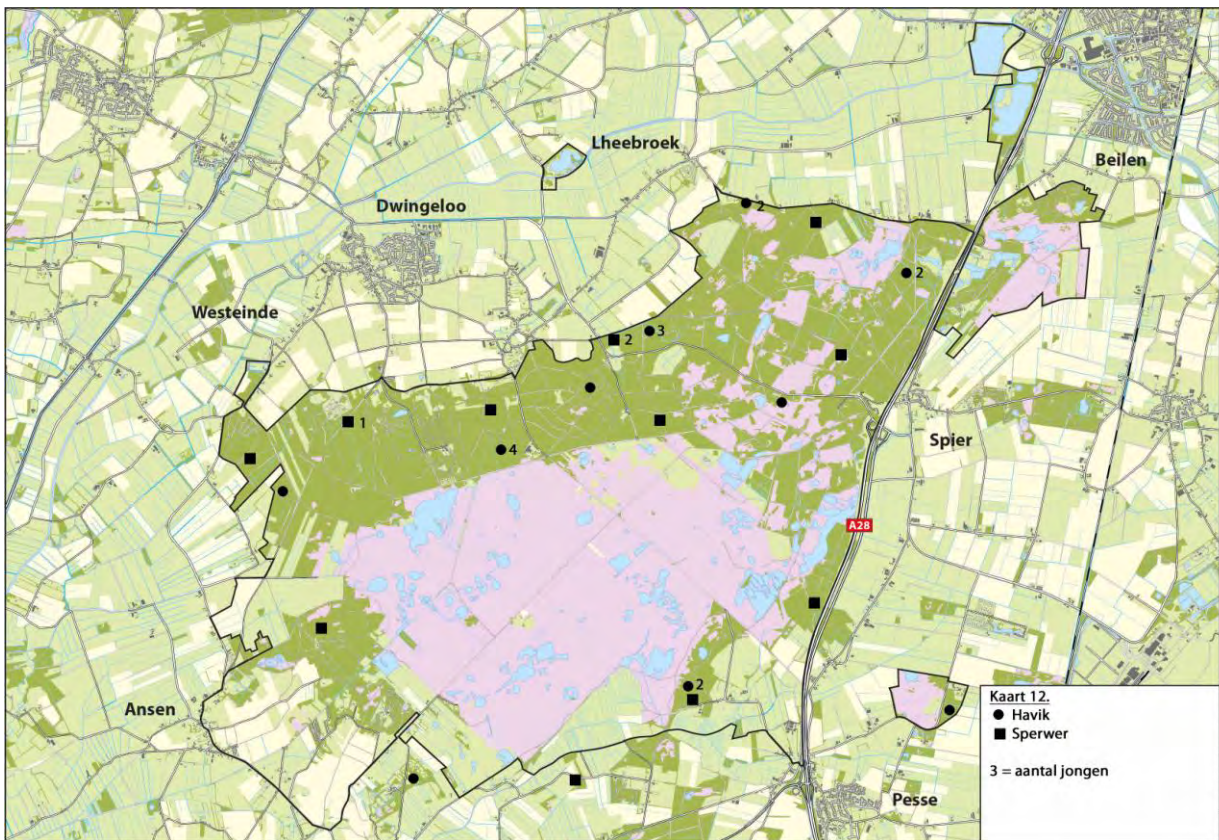 Lheebroek
Beilen
Dwingeloo
2
2
Westeinde
2
3
1
4
Spier
A28
2
Ansen
Kaart 12.
Havik
Sperwer
3 = aantal jongen
Pesse